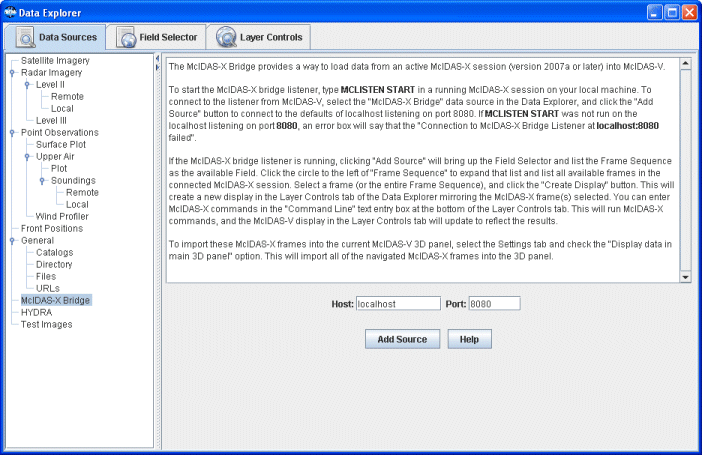 Data Explorer
Data Sources
Field Selector
Layer Controls
Satellite Imagery
Radar Imagery
Level II
Remote
Local
Level III
Point Observations
Surface Plot
Upper Air
Plot
Soundings
Remote
Local
Wind Profiler
Front Positions
General
Catalogs
Directory
Files
URLs
McIDAS-X Bridge
HYDRA
Test Images
The McIDAS-X Bridge provides a way to load data from an active McIDAS-X session (version 2007a or later) into McIDAS-V.
To start the McIDAS-X bridge listener, type MCLISTEN START in a running McIDAS-X session on your local machine. To
connect to the listener from McIDAS-V, select the "McIDAS-X Bridge" data source in the Data Explorer, and click the "Add
Source" button to connect to the defaults of localhost listening on port 8080. If MCLISTEN START was not run on the
localhost listening on port 8080, an error box will say that the "Connection to McIDAS-X Bridge Listener at localhost:8080
failed".
If the McIDAS-X bridge listener is running, clicking "Add Source" will bring up the Field Selector and list the Frame Sequence
as the available Field. Click the circle to the left of "Frame Sequence" to expand that list and list all available frames in the
connected McIDAS-X session. Select a frame (or the entire Frame Sequence), and click the "Create Display" button. This will
create a new display in the Layer Controls tab of the Data Explorer mirroring the McIDAS-X frame(s) selected. You can enter
McIDAS-X commands in the "Command Line" text entry box at the bottom of the Layer Controls tab. This will run McIDAS-X
commands, and the McIDAS-V display in the Layer Controls tab will update to reflect the results.
To import these McIDAS-X frames into the current McIDAS-V 3D panel, select the Settings tab and check the "Display data in
main 3D panel" option. This will import all of the navigated McIDAS-X frames into the 3D panel.
Host: localhost Port: 8080
Add Source Help